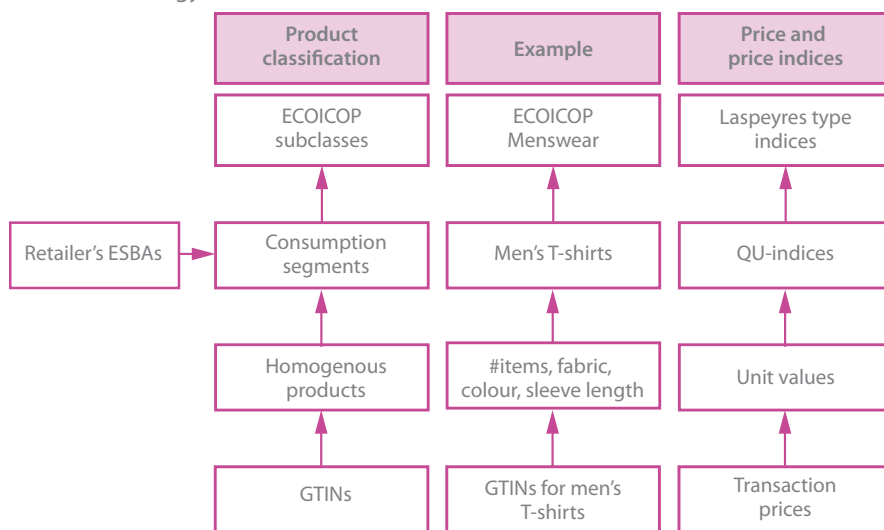 Product
classification
Example
Price and
price indices
ECOICOP
subclasses
ECOICOP
Menswear
Laspeyres type
indices
Retailer's ESBAs
Consumption
segments
Men's T-shirts
QU-indices
Homogenous
products
#items, fabric,
colour, sleeve length
Unit values
GTINs
GTINs for men's
T-shirts
Transaction
prices